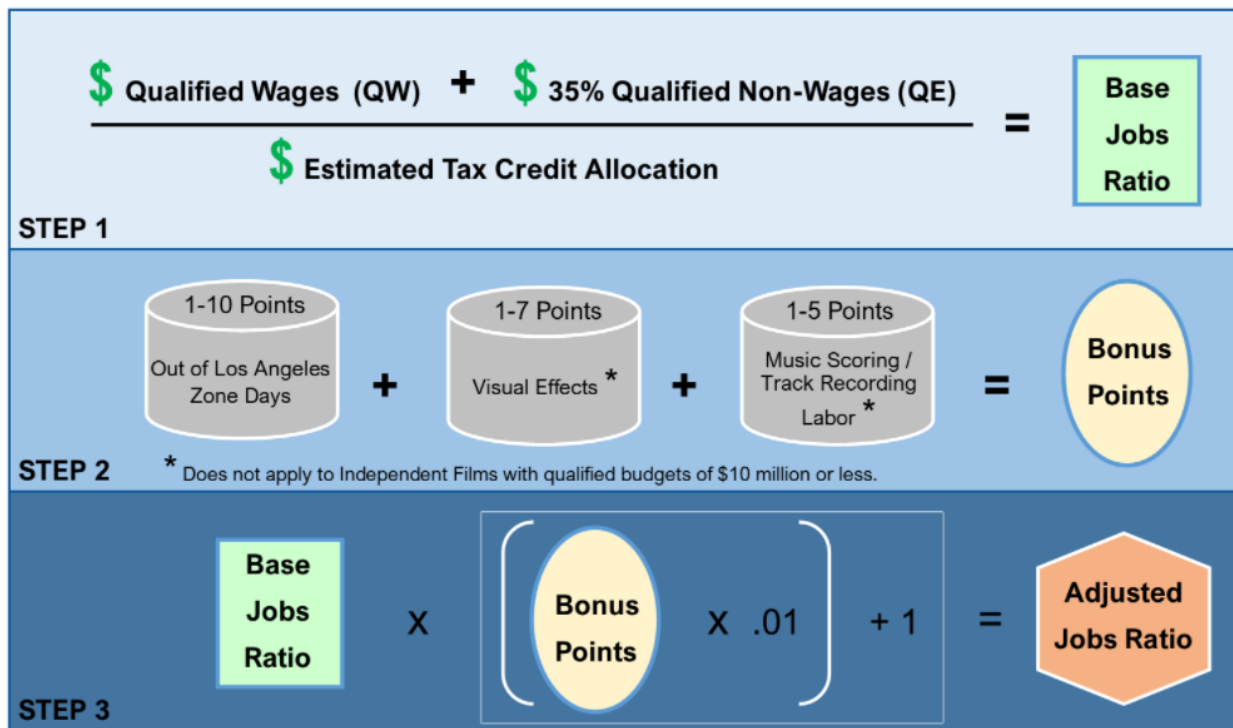 $ Qualified Wages (QW) + $ 35% Qualified Non-Wages (QE)
$ Estimated Tax Credit Allocation
=
Base
Jobs
Ratio
STEP 1
1-10 Points
Out of Los Angeles
Zone Days
+
1-7 Points
Visual Effects *
+
1-5 Points
Music Scoring /
Track Recording
Labor *
=
Bonus
Points
* Does not apply to Independent Films with qualified budgets of $10 million or less.
STEP 2
Base
Jobs
Ratio
x
(
Bonus
Points
x .01
)
+ 1
=
Adjusted
Jobs Ratio
STEP 3